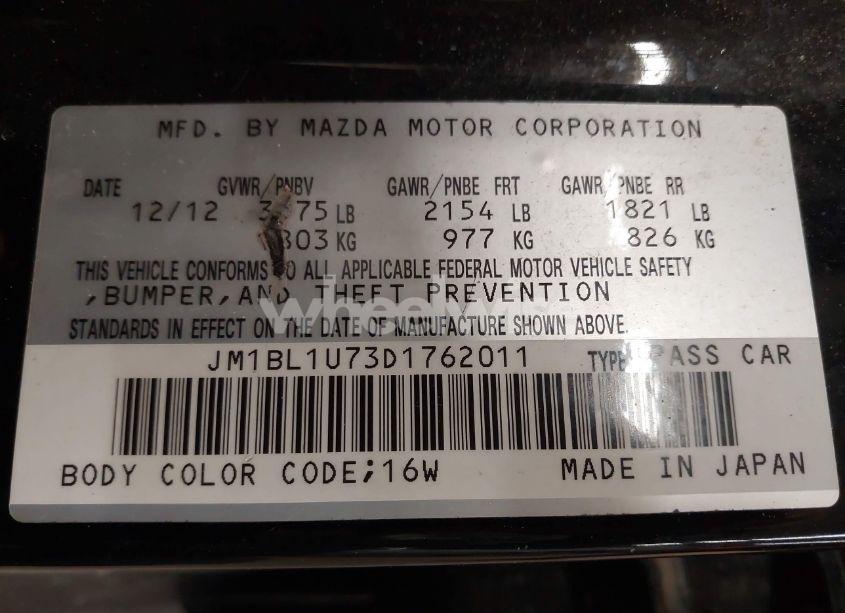 MFD. BY MAZDA MOTOR CORPORATION
DATE GVWR/PNBV GAWR/PNBE FRT GAWR/PNBE RR
12/12 LB 2154 LB 1821 LB
KG 977 KG 826 KG
THIS VEHICLE CONFORMS TO ALL APPLICABLE FEDERAL MOTOR VEHICLE SAFETY
,BUMPER,AND THEFT PREVENTION
STANDARDS IN EFFECT ON THE DATE OF MANUFACTURE SHOWN ABOVE.
JM1BL1U73D1762011 TYPE PASS CAR
BODY COLOR CODE;16W MADE IN JAPAN